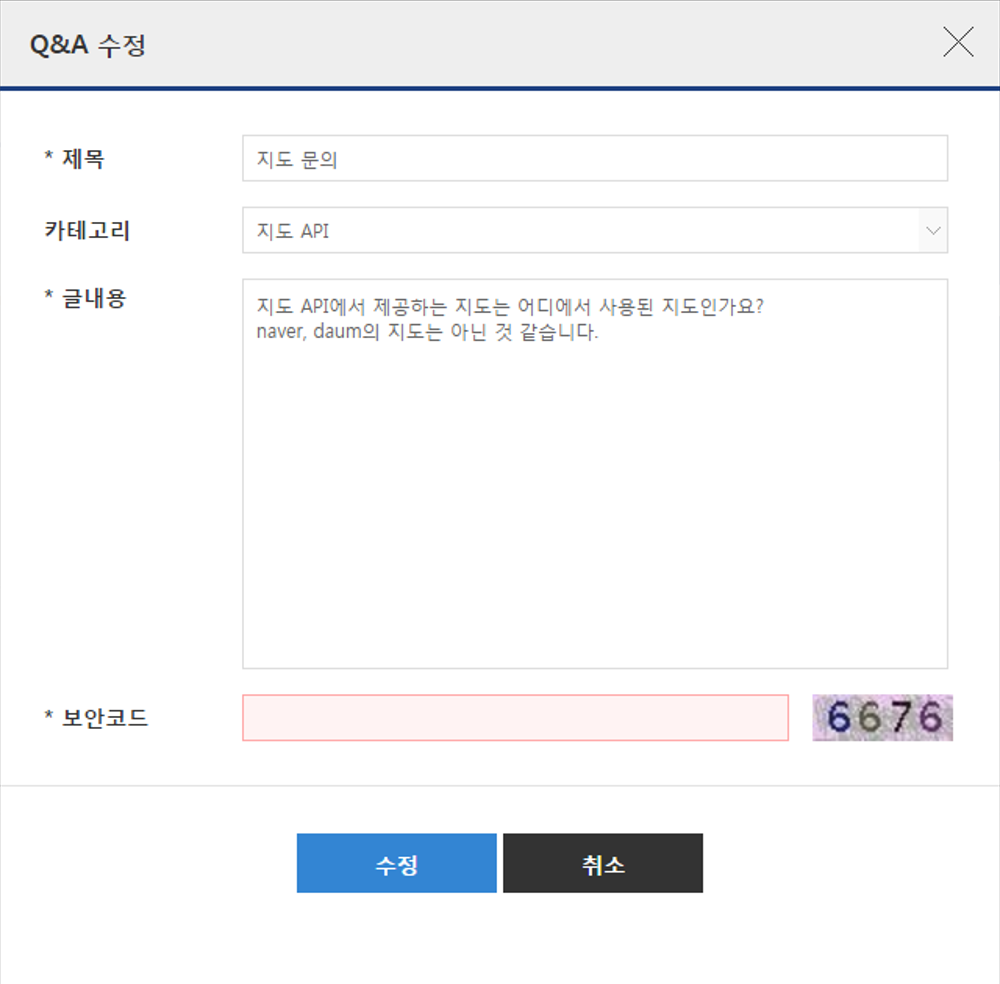 Q&A 수정
* 제목
지도 문의
카테고리
지도 API
* 글내용
지도 API에서 제공하는 지도는 어디에서 사용된 지도인가요?
naver, daum의 지도는 아닌 것 같습니다.
* 보안코드
6676
수정
취소